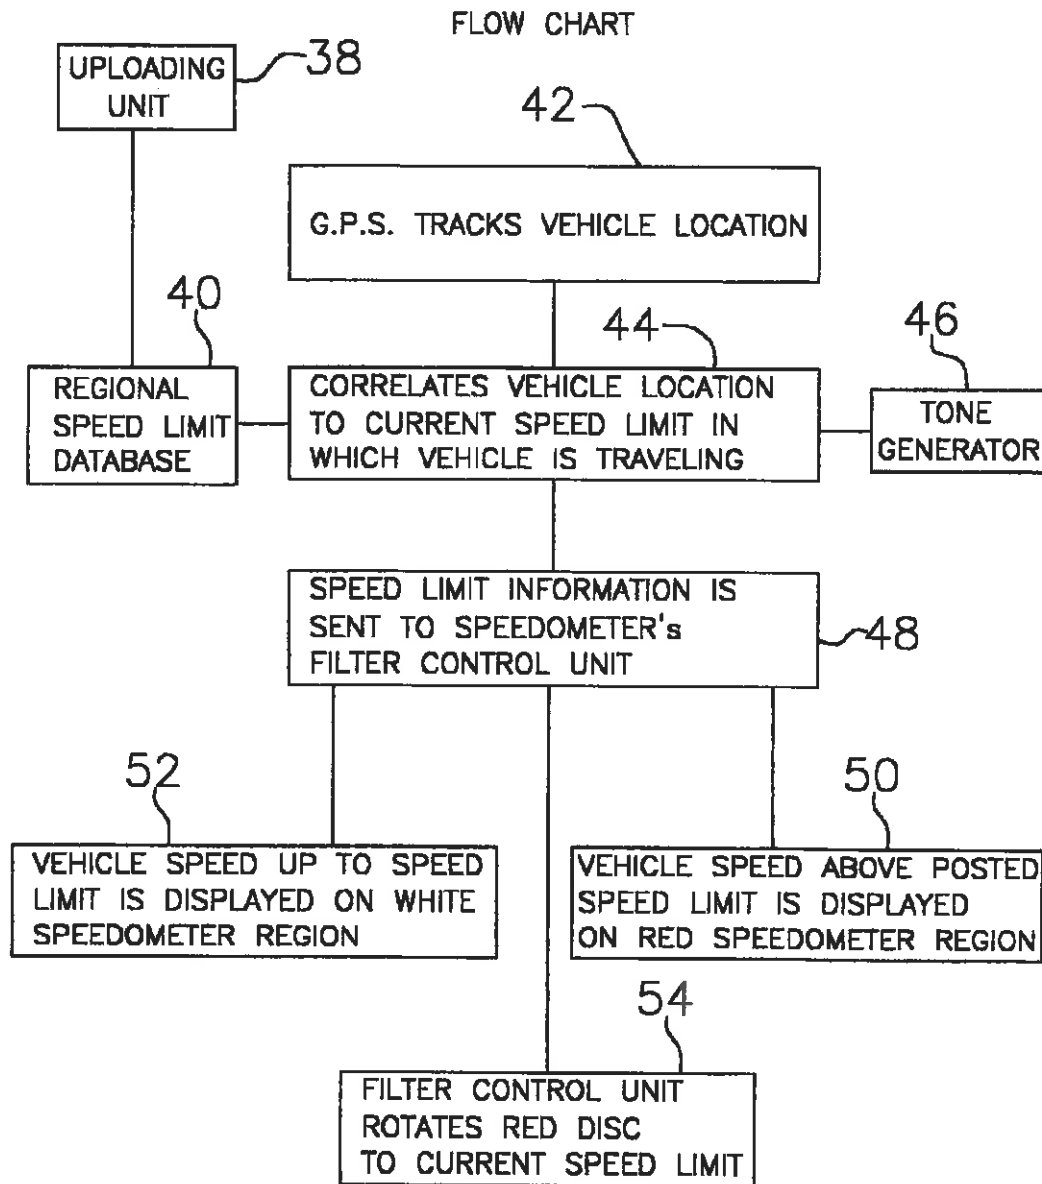 FLOW CHART
UPLOADING
UNIT
38
42
G.P.S. TRACKS VEHICLE LOCATION
40
REGIONAL
SPEED LIMIT
DATABASE
44
CORRELATES VEHICLE LOCATION
TO CURRENT SPEED LIMIT IN
WHICH VEHICLE IS TRAVELING
46
TONE
GENERATOR
SPEED LIMIT INFORMATION IS
SENT TO SPEEDOMETER's
FILTER CONTROL UNIT
48
52
VEHICLE SPEED UP TO SPEED
LIMIT IS DISPLAYED ON WHITE
SPEEDOMETER REGION
50
VEHICLE SPEED ABOVE POSTED
SPEED LIMIT IS DISPLAYED
ON RED SPEEDOMETER REGION
54
FILTER CONTROL UNIT
ROTATES RED DISC
TO CURRENT SPEED LIMIT